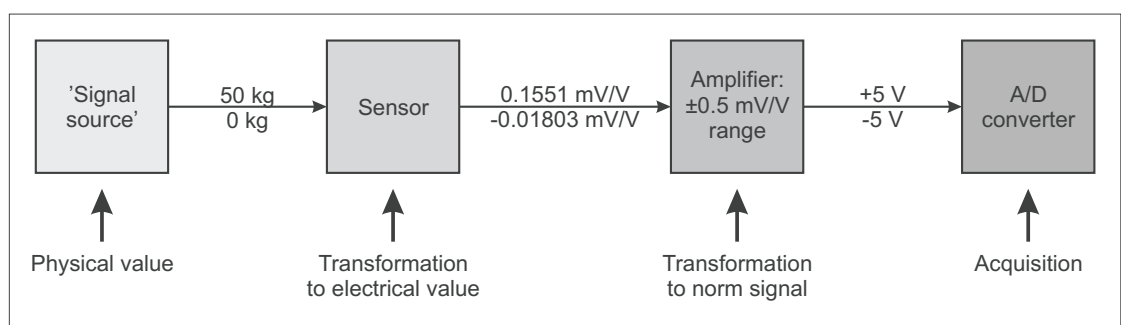 'Signal
source'
50 kg
0 kg
Sensor
0.1551 mV/V
-0.01803 mV/V
Amplifier:
±0.5 mV/V
range
+5 V
-5 V
A/D
converter
Physical value
Transformation
to electrical value
Transformation
to norm signal
Acquisition